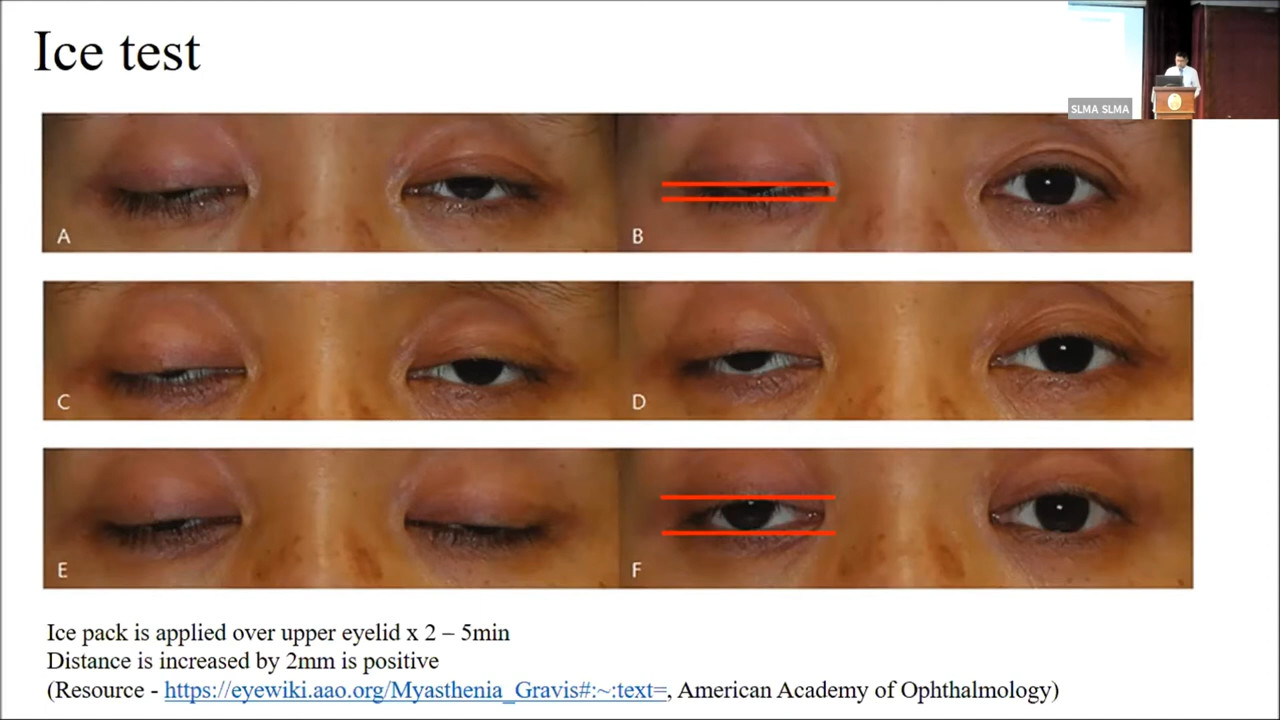 Ice test
SLMA SLMA
A
B
C
D
E
F
Ice pack is applied over upper eyelid x 2 – 5min
Distance is increased by 2mm is positive
(Resource - https://eyewiki.aao.org/Myasthenia_Gravis#:~:text=, American Academy of Ophthalmology)